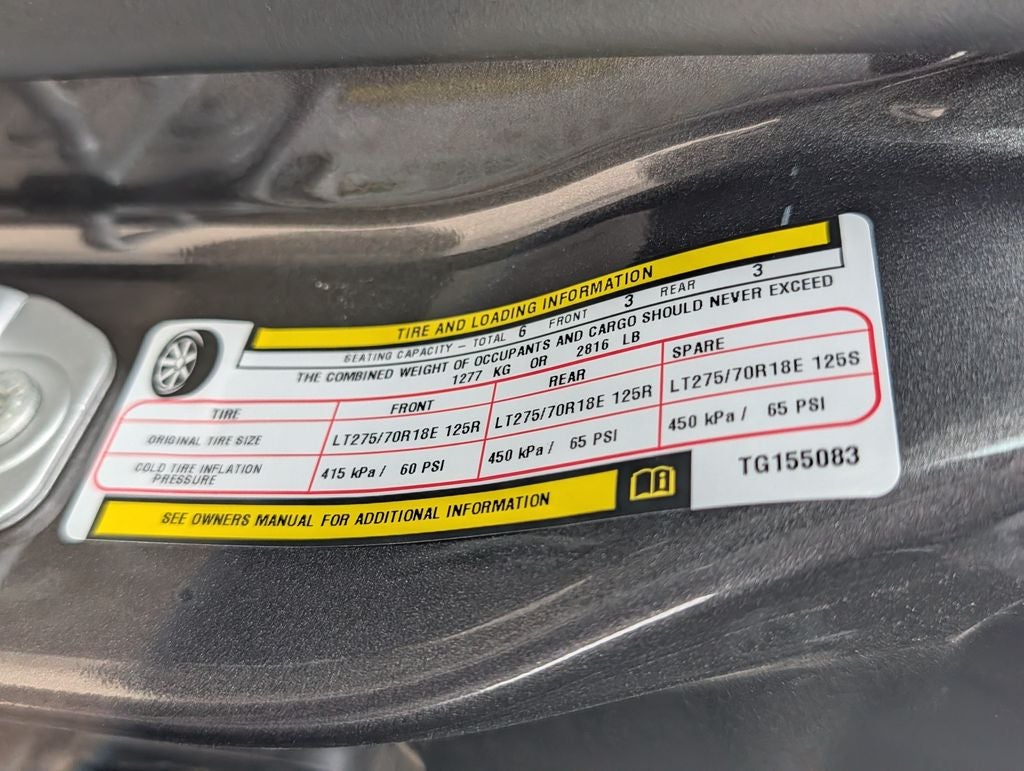 TIRE AND LOADING INFORMATION
SEATING CAPACITY – TOTAL 6 FRONT 3 REAR 3
THE COMBINED WEIGHT OF OCCUPANTS AND CARGO SHOULD NEVER EXCEED
1277 KG OR 2816 LB
TIRE FRONT REAR SPARE
ORIGINAL TIRE SIZE LT275/70R18E 125R LT275/70R18E 125R LT275/70R18E 125S
COLD TIRE INFLATION PRESSURE 415 kPa / 60 PSI 450 kPa / 65 PSI 450 kPa / 65 PSI
SEE OWNERS MANUAL FOR ADDITIONAL INFORMATION
TG155083